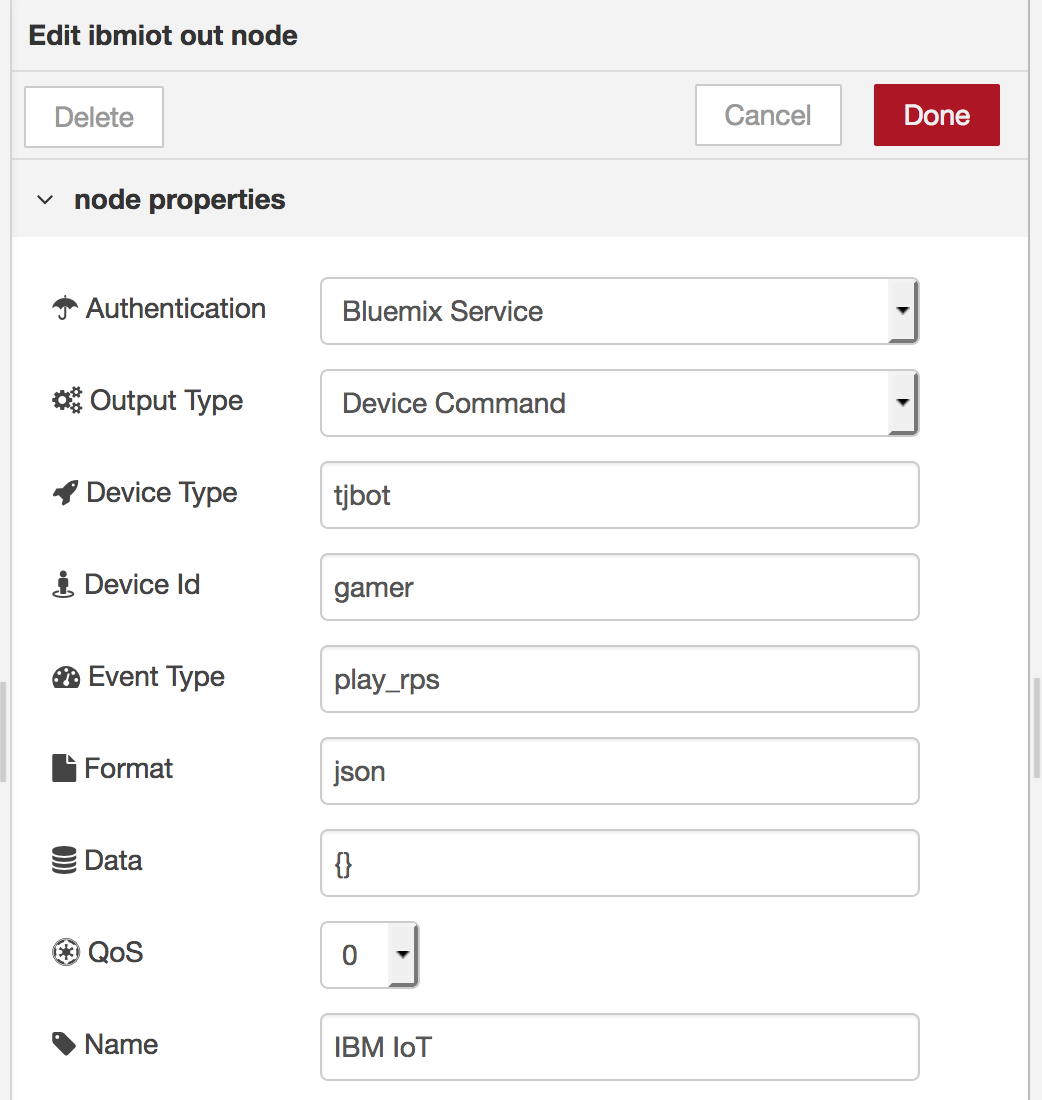 Edit ibmiot out node
Delete Cancel Done
node properties
Authentication Bluemix Service
Output Type Device Command
Device Type tjbot
Device Id gamer
Event Type play_rps
Format json
Data {}
QoS 0
Name IBM IoT